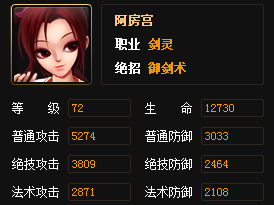 阿房宫
职业 剑灵
绝招 御剑术
等 级 72 生 命 12730
普通攻击 5274 普通防御 3033
绝技攻击 3809 绝技防御 2464
法术攻击 2871 法术防御 2108